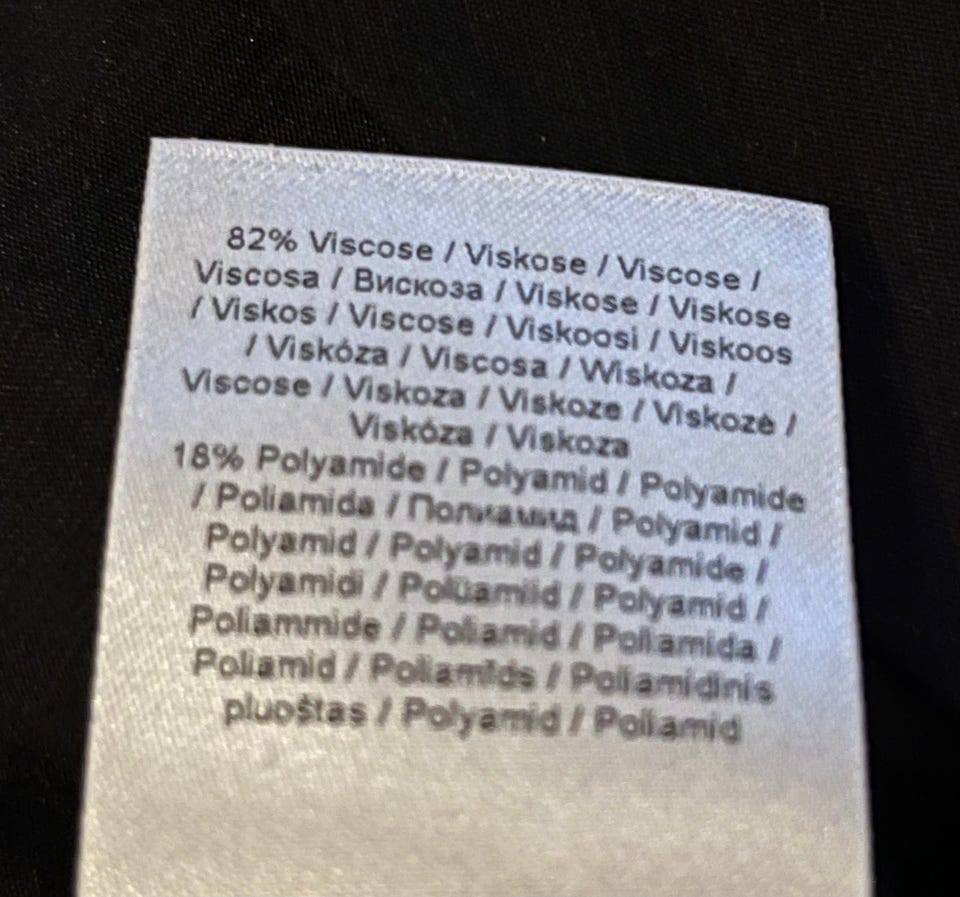 82% Viscose / Viskose / Viscose /
Viscosa / Вискоза / Viskose / Viskose
/ Viskos / Viscose / Viskoosi / Viskoos
/ Viskóza / Viscosa / Wiskoza /
Viscose / Viskoza / Viskoze / Viskozė /
Viskóza / Viskoza
18% Polyamide / Polyamid / Polyamide
/ Poliamida / Полиамид / Polyamid /
Polyamid / Polyamid / Polyamide /
Polyamidi / Polüamiid / Polyamid /
Poliammide / Poliamid / Poliamida /
Poliamid / Poliamīds / Poliamidinis
pluoštas / Polyamid / Poliamid